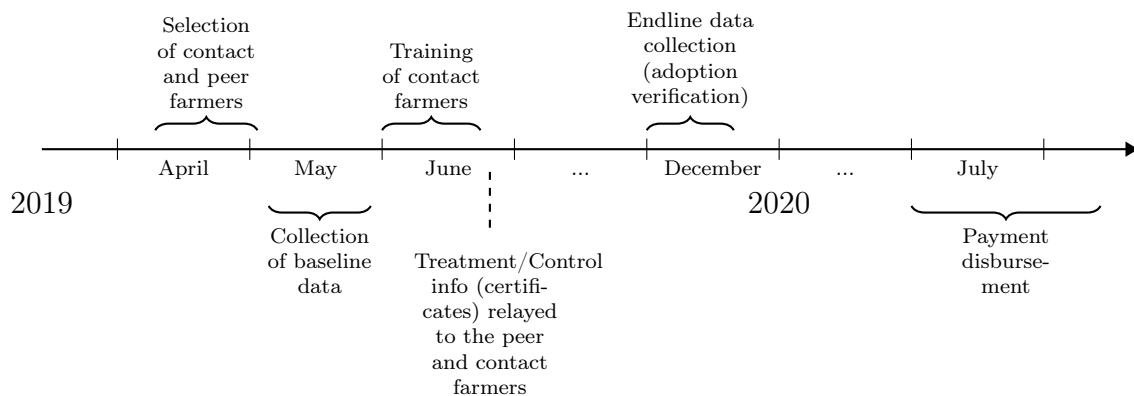 Selection
of contact
and peer
farmers
Training
of contact
farmers
Endline data
collection
(adoption
verification)
April
May
June
...
December
...
July
2019
2020
Collection
of baseline
data
Treatment/Control
info (certifi-
cates) relayed
to the peer
and contact
farmers
Payment
disburse-
ment